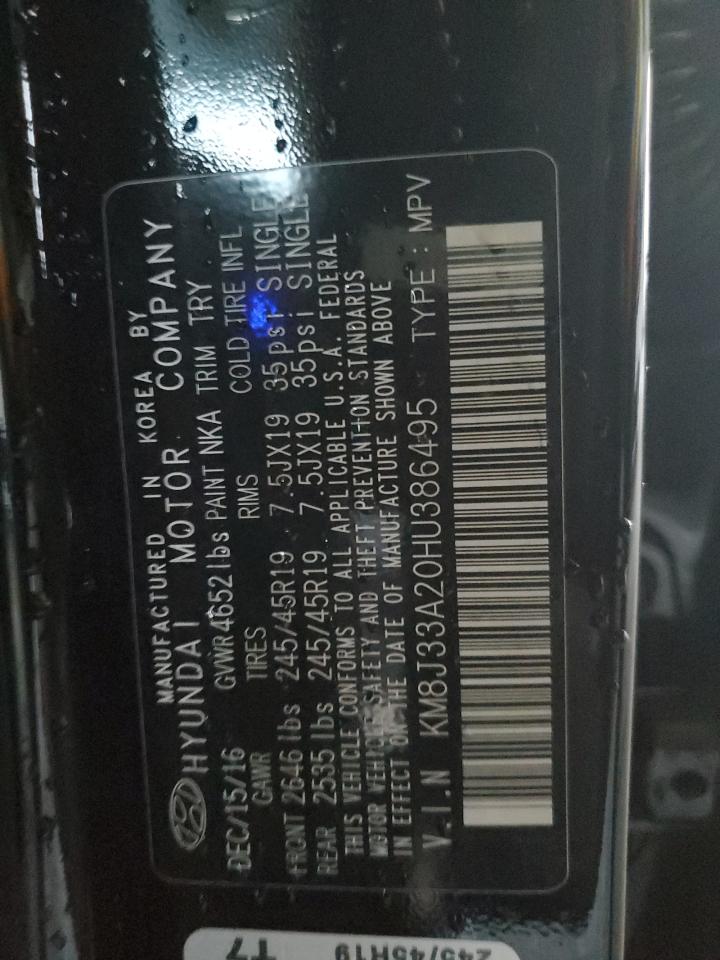 MANUFACTURED IN KOREA BY
HYUNDAI MOTOR COMPANY
DEC/15/16 GVWR 4652 lbs PAINT NKA TRIM TRY
GAWR TIRES RIMS COLD TIRE INFL
FRONT 2646 lbs 245/45R19 7.5JX19 35psi SINGLE
REAR 2535 lbs 245/45R19 7.5JX19 35psi SINGLE
THIS VEHICLE CONFORMS TO ALL APPLICABLE U.S.A. FEDERAL
MOTOR VEHICLE SAFETY AND THEFT PREVENTION STANDARDS
IN EFFECT ON THE DATE OF MANUFACTURE SHOWN ABOVE
V.I.N KM8J33A20HU386495 TYPE : MPV
T7
245/45R19